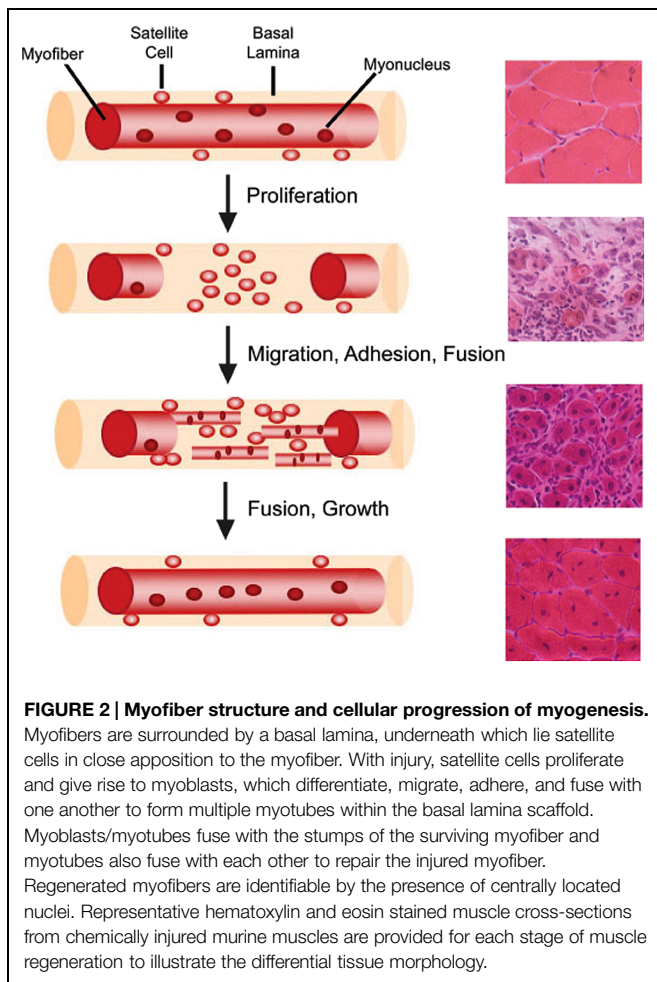 Satellite
Cell
Basal
Lamina
Myofiber
Myonucleus
Proliferation
Migration, Adhesion, Fusion
Fusion, Growth
FIGURE 2 | Myofiber structure and cellular progression of myogenesis.
Myofibers are surrounded by a basal lamina, underneath which lie satellite
cells in close apposition to the myofiber. With injury, satellite cells proliferate
and give rise to myoblasts, which differentiate, migrate, adhere, and fuse with
one another to form multiple myotubes within the basal lamina scaffold.
Myoblasts/myotubes fuse with the stumps of the surviving myofiber and
myotubes also fuse with each other to repair the injured myofiber.
Regenerated myofibers are identifiable by the presence of centrally located
nuclei. Representative hematoxylin and eosin stained muscle cross-sections
from chemically injured murine muscles are provided for each stage of muscle
regeneration to illustrate the differential tissue morphology.